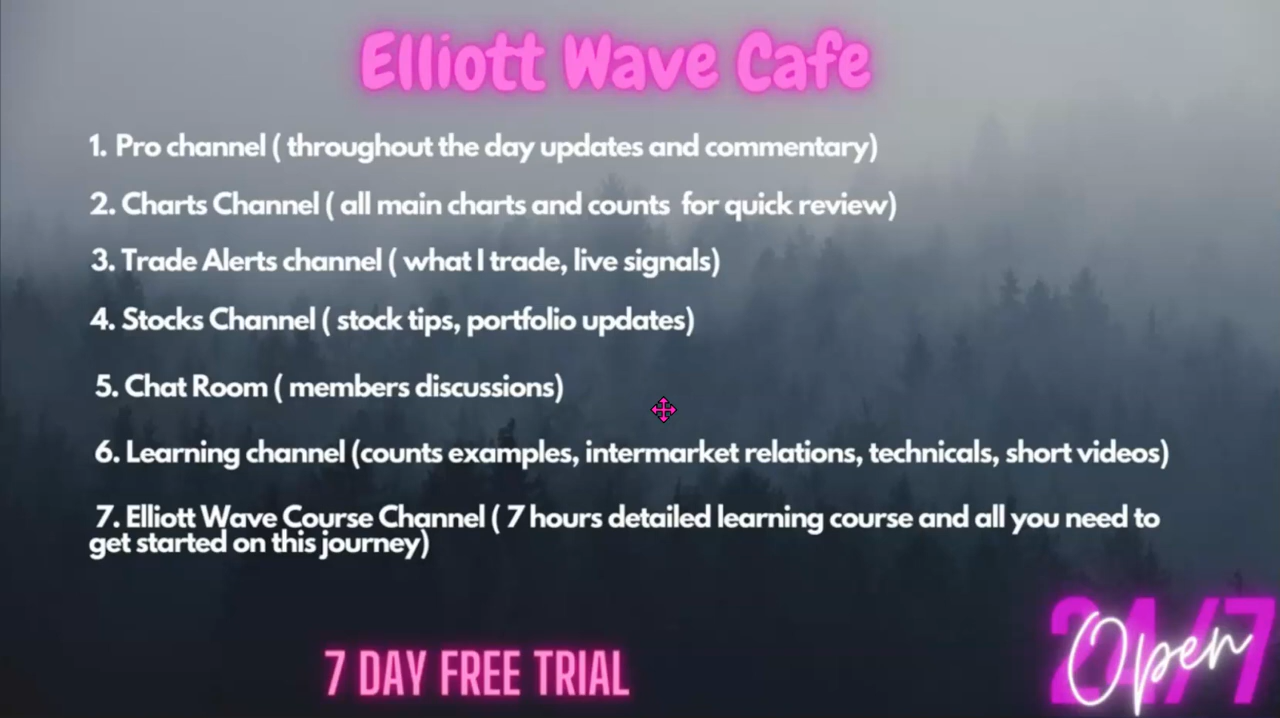 Elliott Wave Cafe
1. Pro channel ( throughout the day updates and commentary)
2. Charts Channel ( all main charts and counts  for quick review)
3. Trade Alerts channel ( what I trade, live signals)
4. Stocks Channel ( stock tips, portfolio updates)
5. Chat Room ( members discussions)
6. Learning channel (counts examples, intermarket relations, technicals, short videos)
7. Elliott Wave Course Channel ( 7 hours detailed learning course and all you need to
get started on this journey)
7 DAY FREE TRIAL
24/7
Open